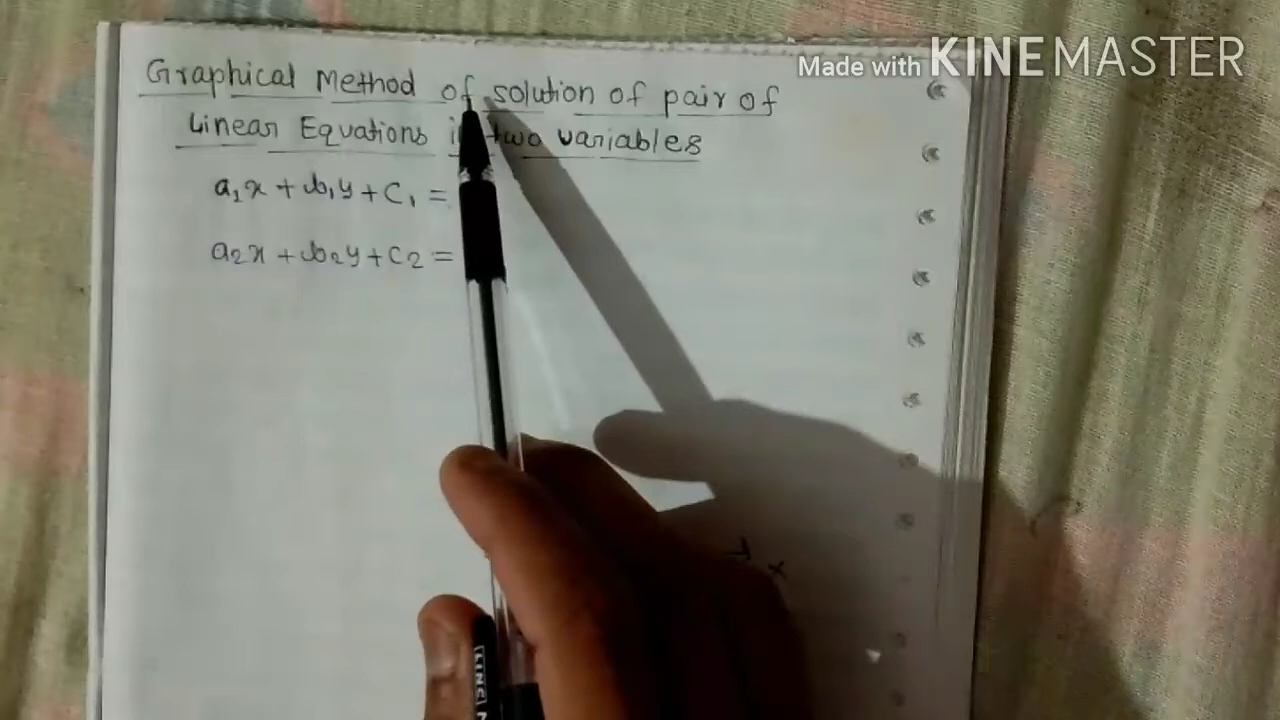 Made with KINEMASTER
Graphical Method of solution of pair of
Linear Equations two variables
a₁x + b₁y + c₁ =
a₂x + b₂y + c₂ =
LINC